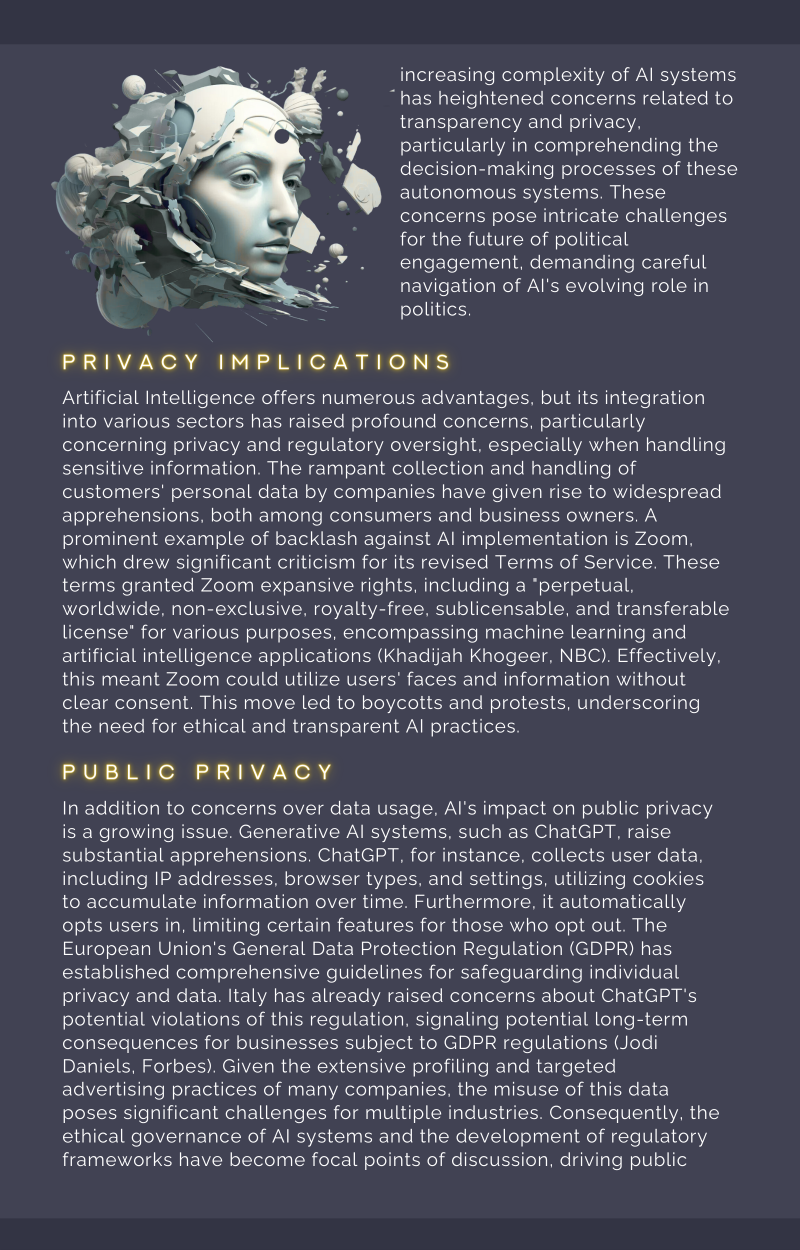 increasing complexity of AI systems
has heightened concerns related to
transparency and privacy,
particularly in comprehending the
decision-making processes of these
autonomous systems. These
concerns pose intricate challenges
for the future of political
engagement, demanding careful
navigation of AI's evolving role in
politics.
PRIVACY IMPLICATIONS
Artificial Intelligence offers numerous advantages, but its integration
into various sectors has raised profound concerns, particularly
concerning privacy and regulatory oversight, especially when handling
sensitive information. The rampant collection and handling of
customers' personal data by companies have given rise to widespread
apprehensions, both among consumers and business owners. A
prominent example of backlash against AI implementation is Zoom,
which drew significant criticism for its revised Terms of Service. These
terms granted Zoom expansive rights, including a "perpetual,
worldwide, non-exclusive, royalty-free, sublicensable, and transferable
license" for various purposes, encompassing machine learning and
artificial intelligence applications (Khadijah Khogeer, NBC). Effectively,
this meant Zoom could utilize users' faces and information without
clear consent. This move led to boycotts and protests, underscoring
the need for ethical and transparent AI practices.
PUBLIC PRIVACY
In addition to concerns over data usage, AI's impact on public privacy
is a growing issue. Generative AI systems, such as ChatGPT, raise
substantial apprehensions. ChatGPT, for instance, collects user data,
including IP addresses, browser types, and settings, utilizing cookies
to accumulate information over time. Furthermore, it automatically
opts users in, limiting certain features for those who opt out. The
European Union's General Data Protection Regulation (GDPR) has
established comprehensive guidelines for safeguarding individual
privacy and data. Italy has already raised concerns about ChatGPT's
potential violations of this regulation, signaling potential long-term
consequences for businesses subject to GDPR regulations (Jodi
Daniels, Forbes). Given the extensive profiling and targeted
advertising practices of many companies, the misuse of this data
poses significant challenges for multiple industries. Consequently, the
ethical governance of AI systems and the development of regulatory
frameworks have become focal points of discussion, driving public